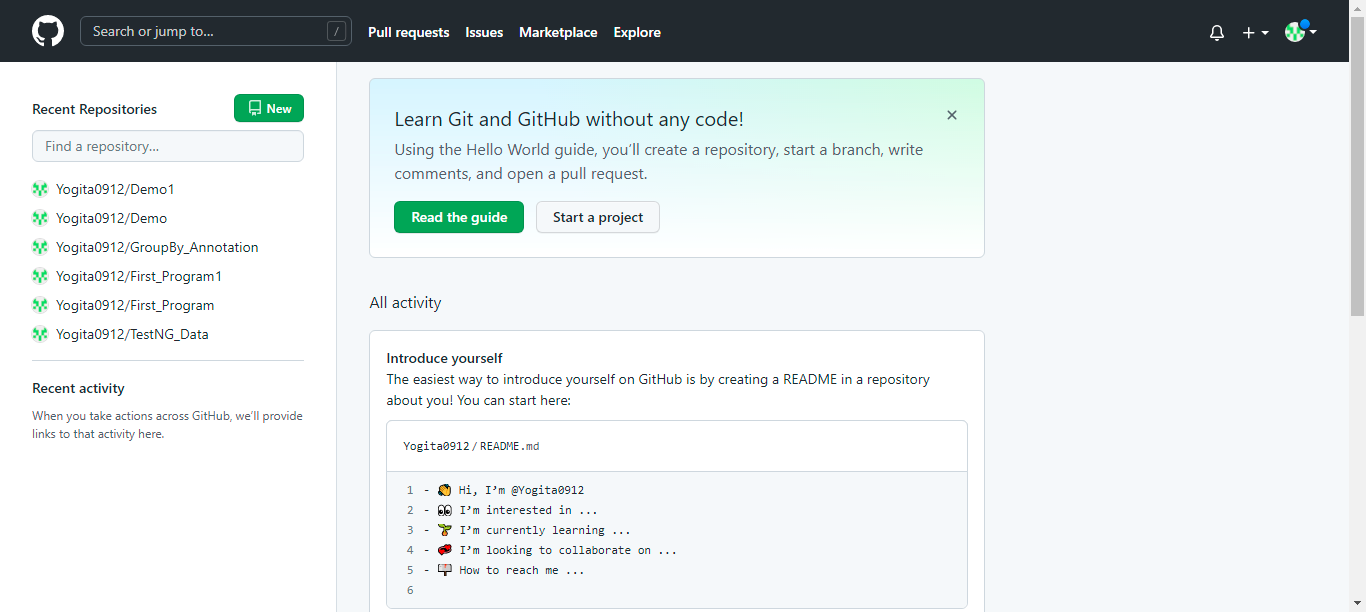 Search or jump to...
/
Pull requests
Issues
Marketplace
Explore
Recent Repositories
New
Find a repository...
Yogita0912/Demo1
Yogita0912/Demo
Yogita0912/GroupBy_Annotation
Yogita0912/First_Program1
Yogita0912/First_Program
Yogita0912/TestNG_Data
Recent activity
When you take actions across GitHub, we’ll provide
links to that activity here.
Learn Git and GitHub without any code!
Using the Hello World guide, you’ll create a repository, start a branch, write
comments, and open a pull request.
Read the guide
Start a project
All activity
Introduce yourself
The easiest way to introduce yourself on GitHub is by creating a README in a repository
about you! You can start here:
Yogita0912/README.md
1 - 👋 Hi, I’m @Yogita0912
2 - 👀 I’m interested in ...
3 - 🌱 I’m currently learning ...
4 - 💞️ I’m looking to collaborate on ...
5 - 📫 How to reach me ...
6